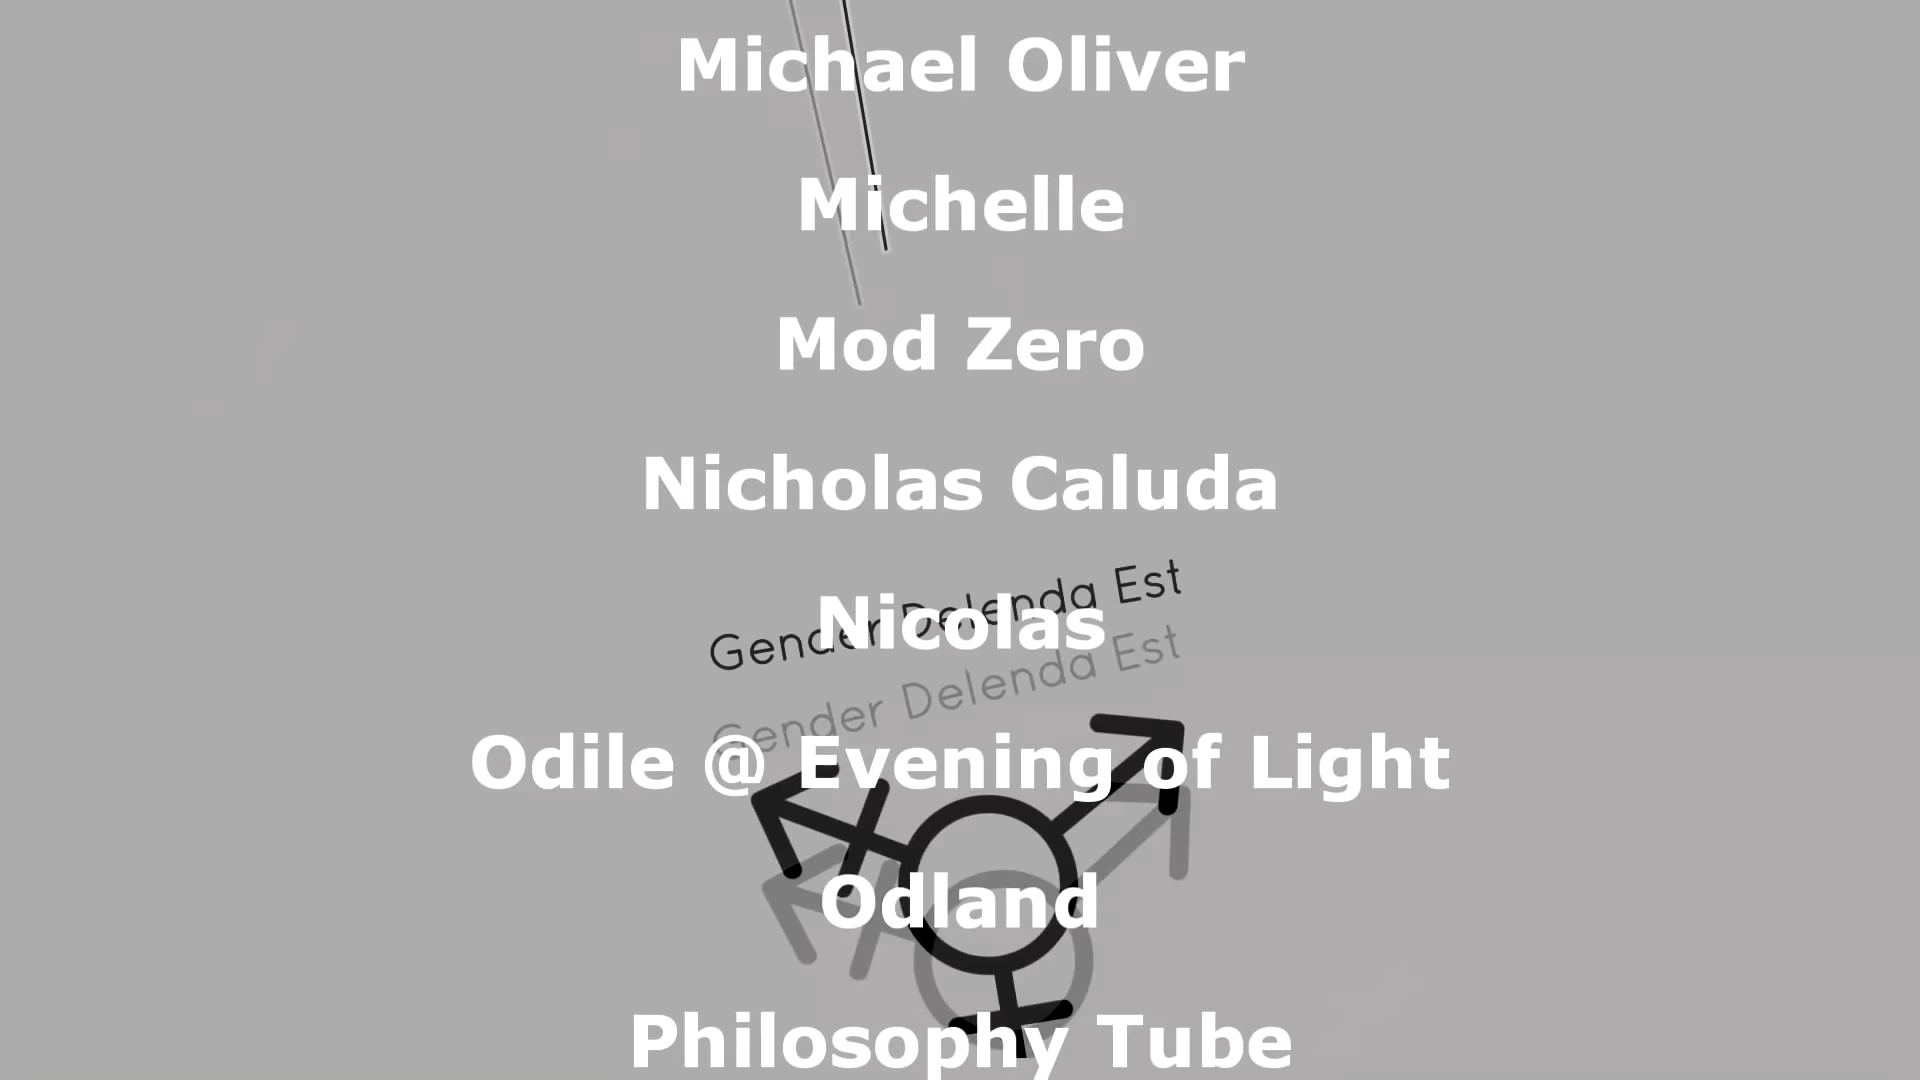 Michael Oliver
Michelle
Mod Zero
Nicholas Caluda
Gender Delenda Est
Nicolas
Gender Delenda Est
Odile @ Evening of Light
Odland
Philosophy Tube